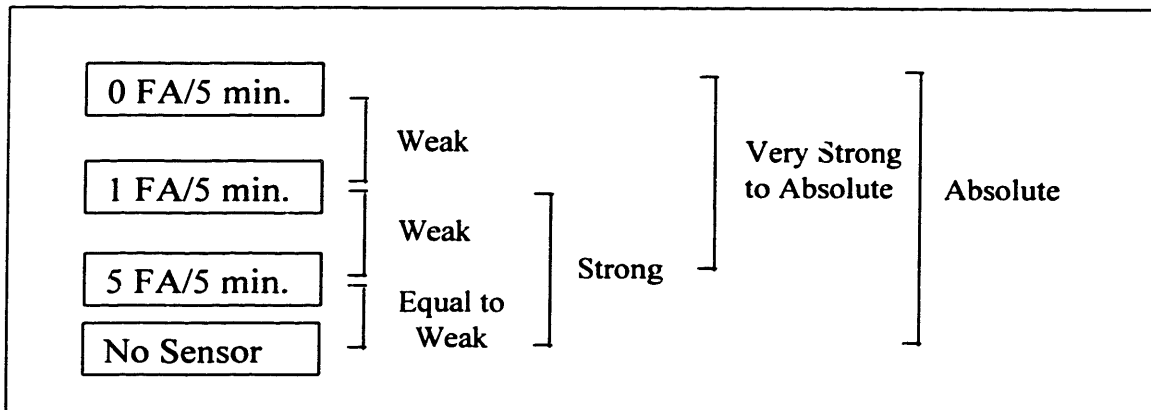 0 FA/5 min.
1 FA/5 min.
5 FA/5 min.
No Sensor
Weak
Weak
Equal to
Weak
Strong
Very Strong
to Absolute
Absolute